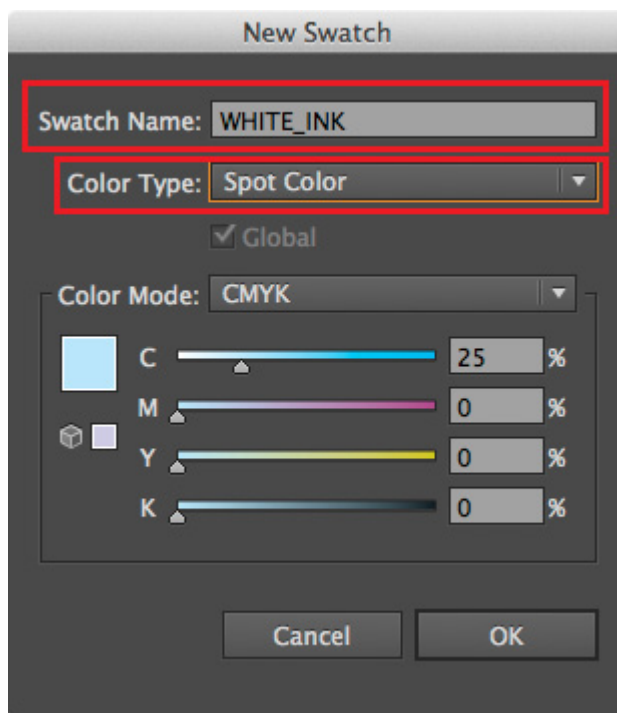 New Swatch
Swatch Name: WHITE_INK
Color Type: Spot Color
Global
Color Mode: CMYK
C 25 %
M 0 %
Y 0 %
K 0 %
Cancel OK